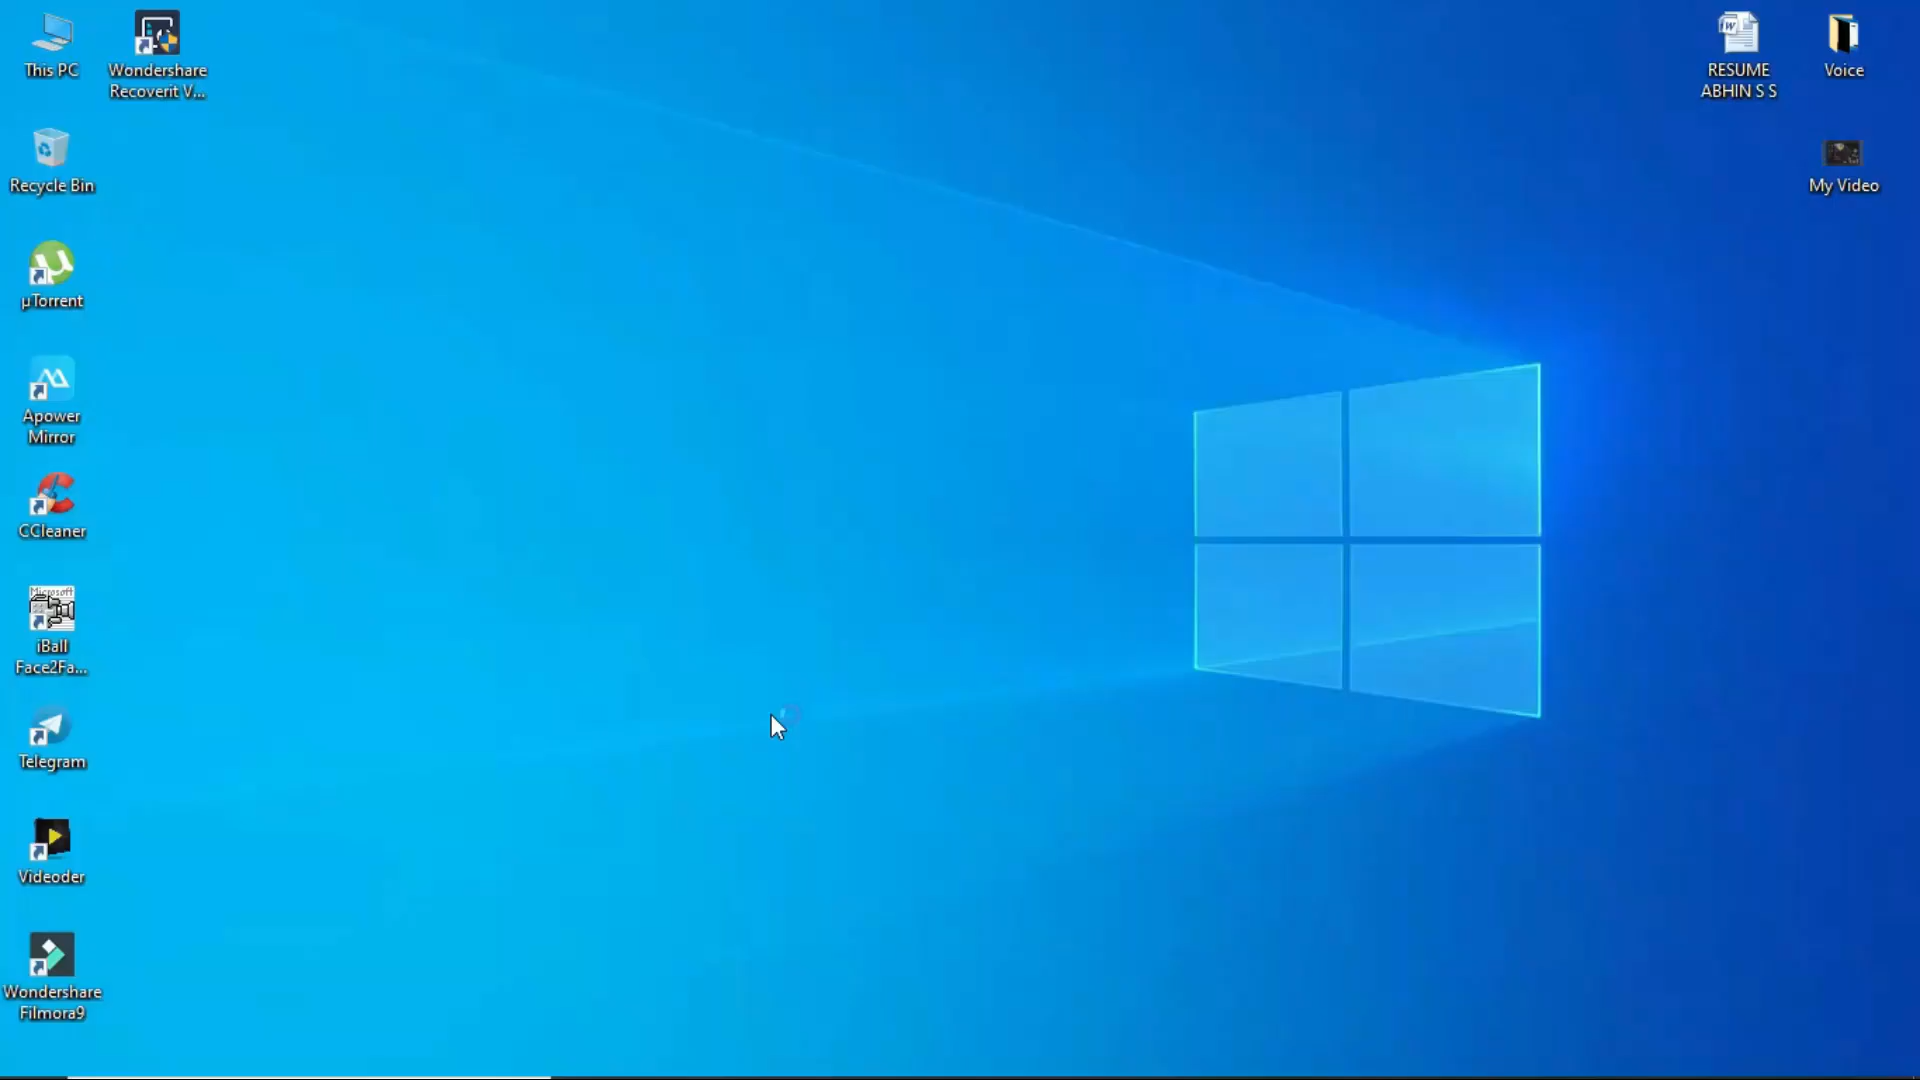 This PC
Wondershare
Recoverit V...
Recycle Bin
µTorrent
Apower
Mirror
CCleaner
Microsoft
iBall
Face2Fa...
Telegram
Videoder
Wondershare
Filmora9
W
RESUME
ABHIN S S
Voice
My Video